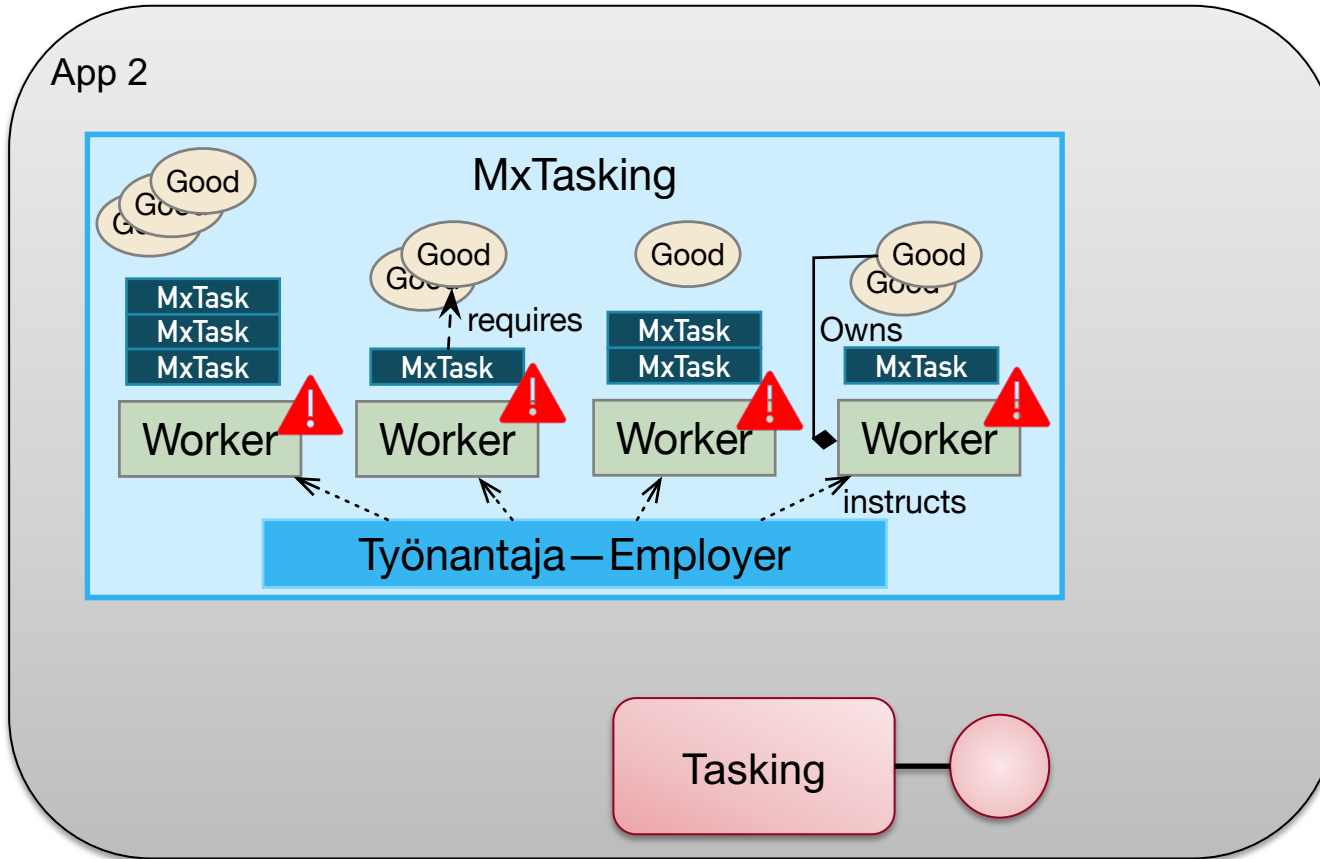 App 2
MxTasking
Good
Good
Good
Good
Good
Good
Good
Good
MxTask
MxTask
MxTask
requires
MxTask
MxTask
MxTask
Owns
MxTask
Worker
Worker
Worker
Worker
instructs
Työnantaja—Employer
Tasking